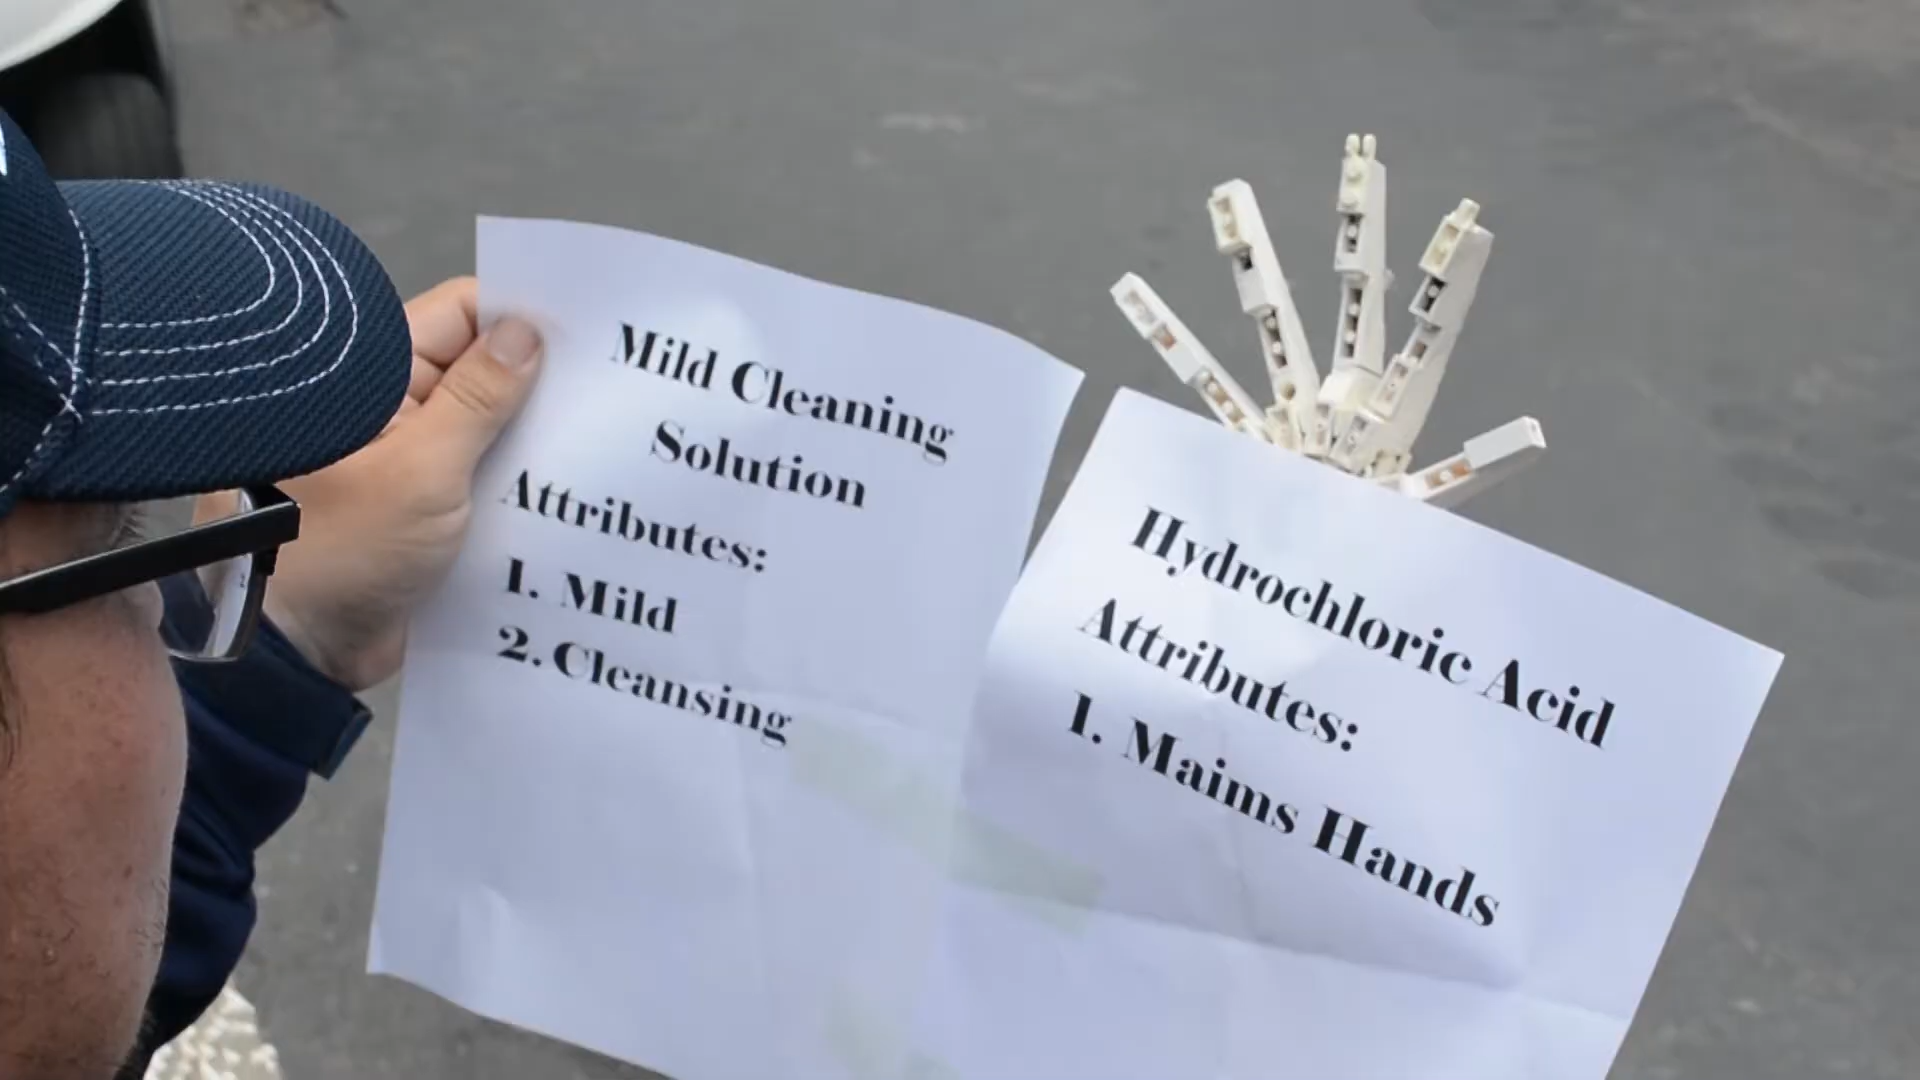 Mild Cleaning
Solution
Attributes:
1. Mild
2. Cleansing
Hydrochloric Acid
Attributes:
1. Maims Hands